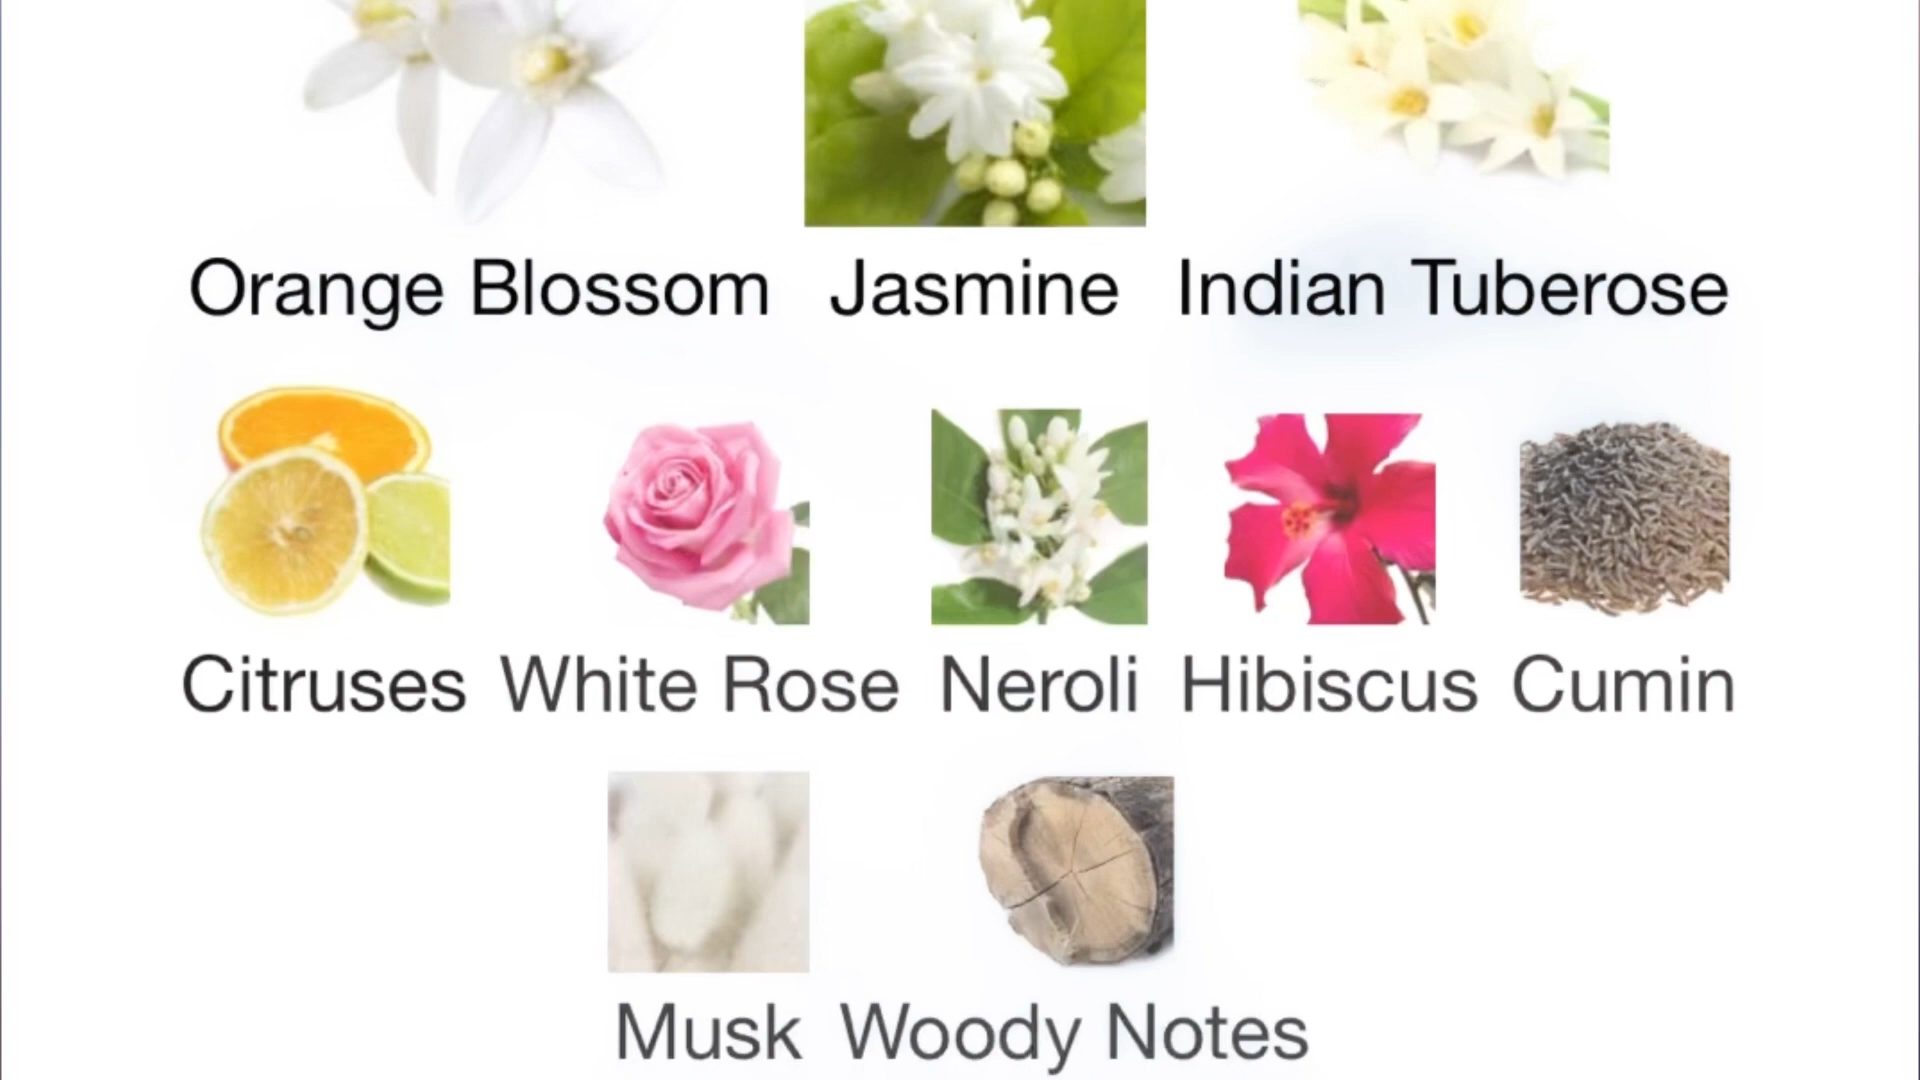 Orange Blossom Jasmine Indian Tuberose
Citruses White Rose Neroli Hibiscus Cumin
Musk Woody Notes